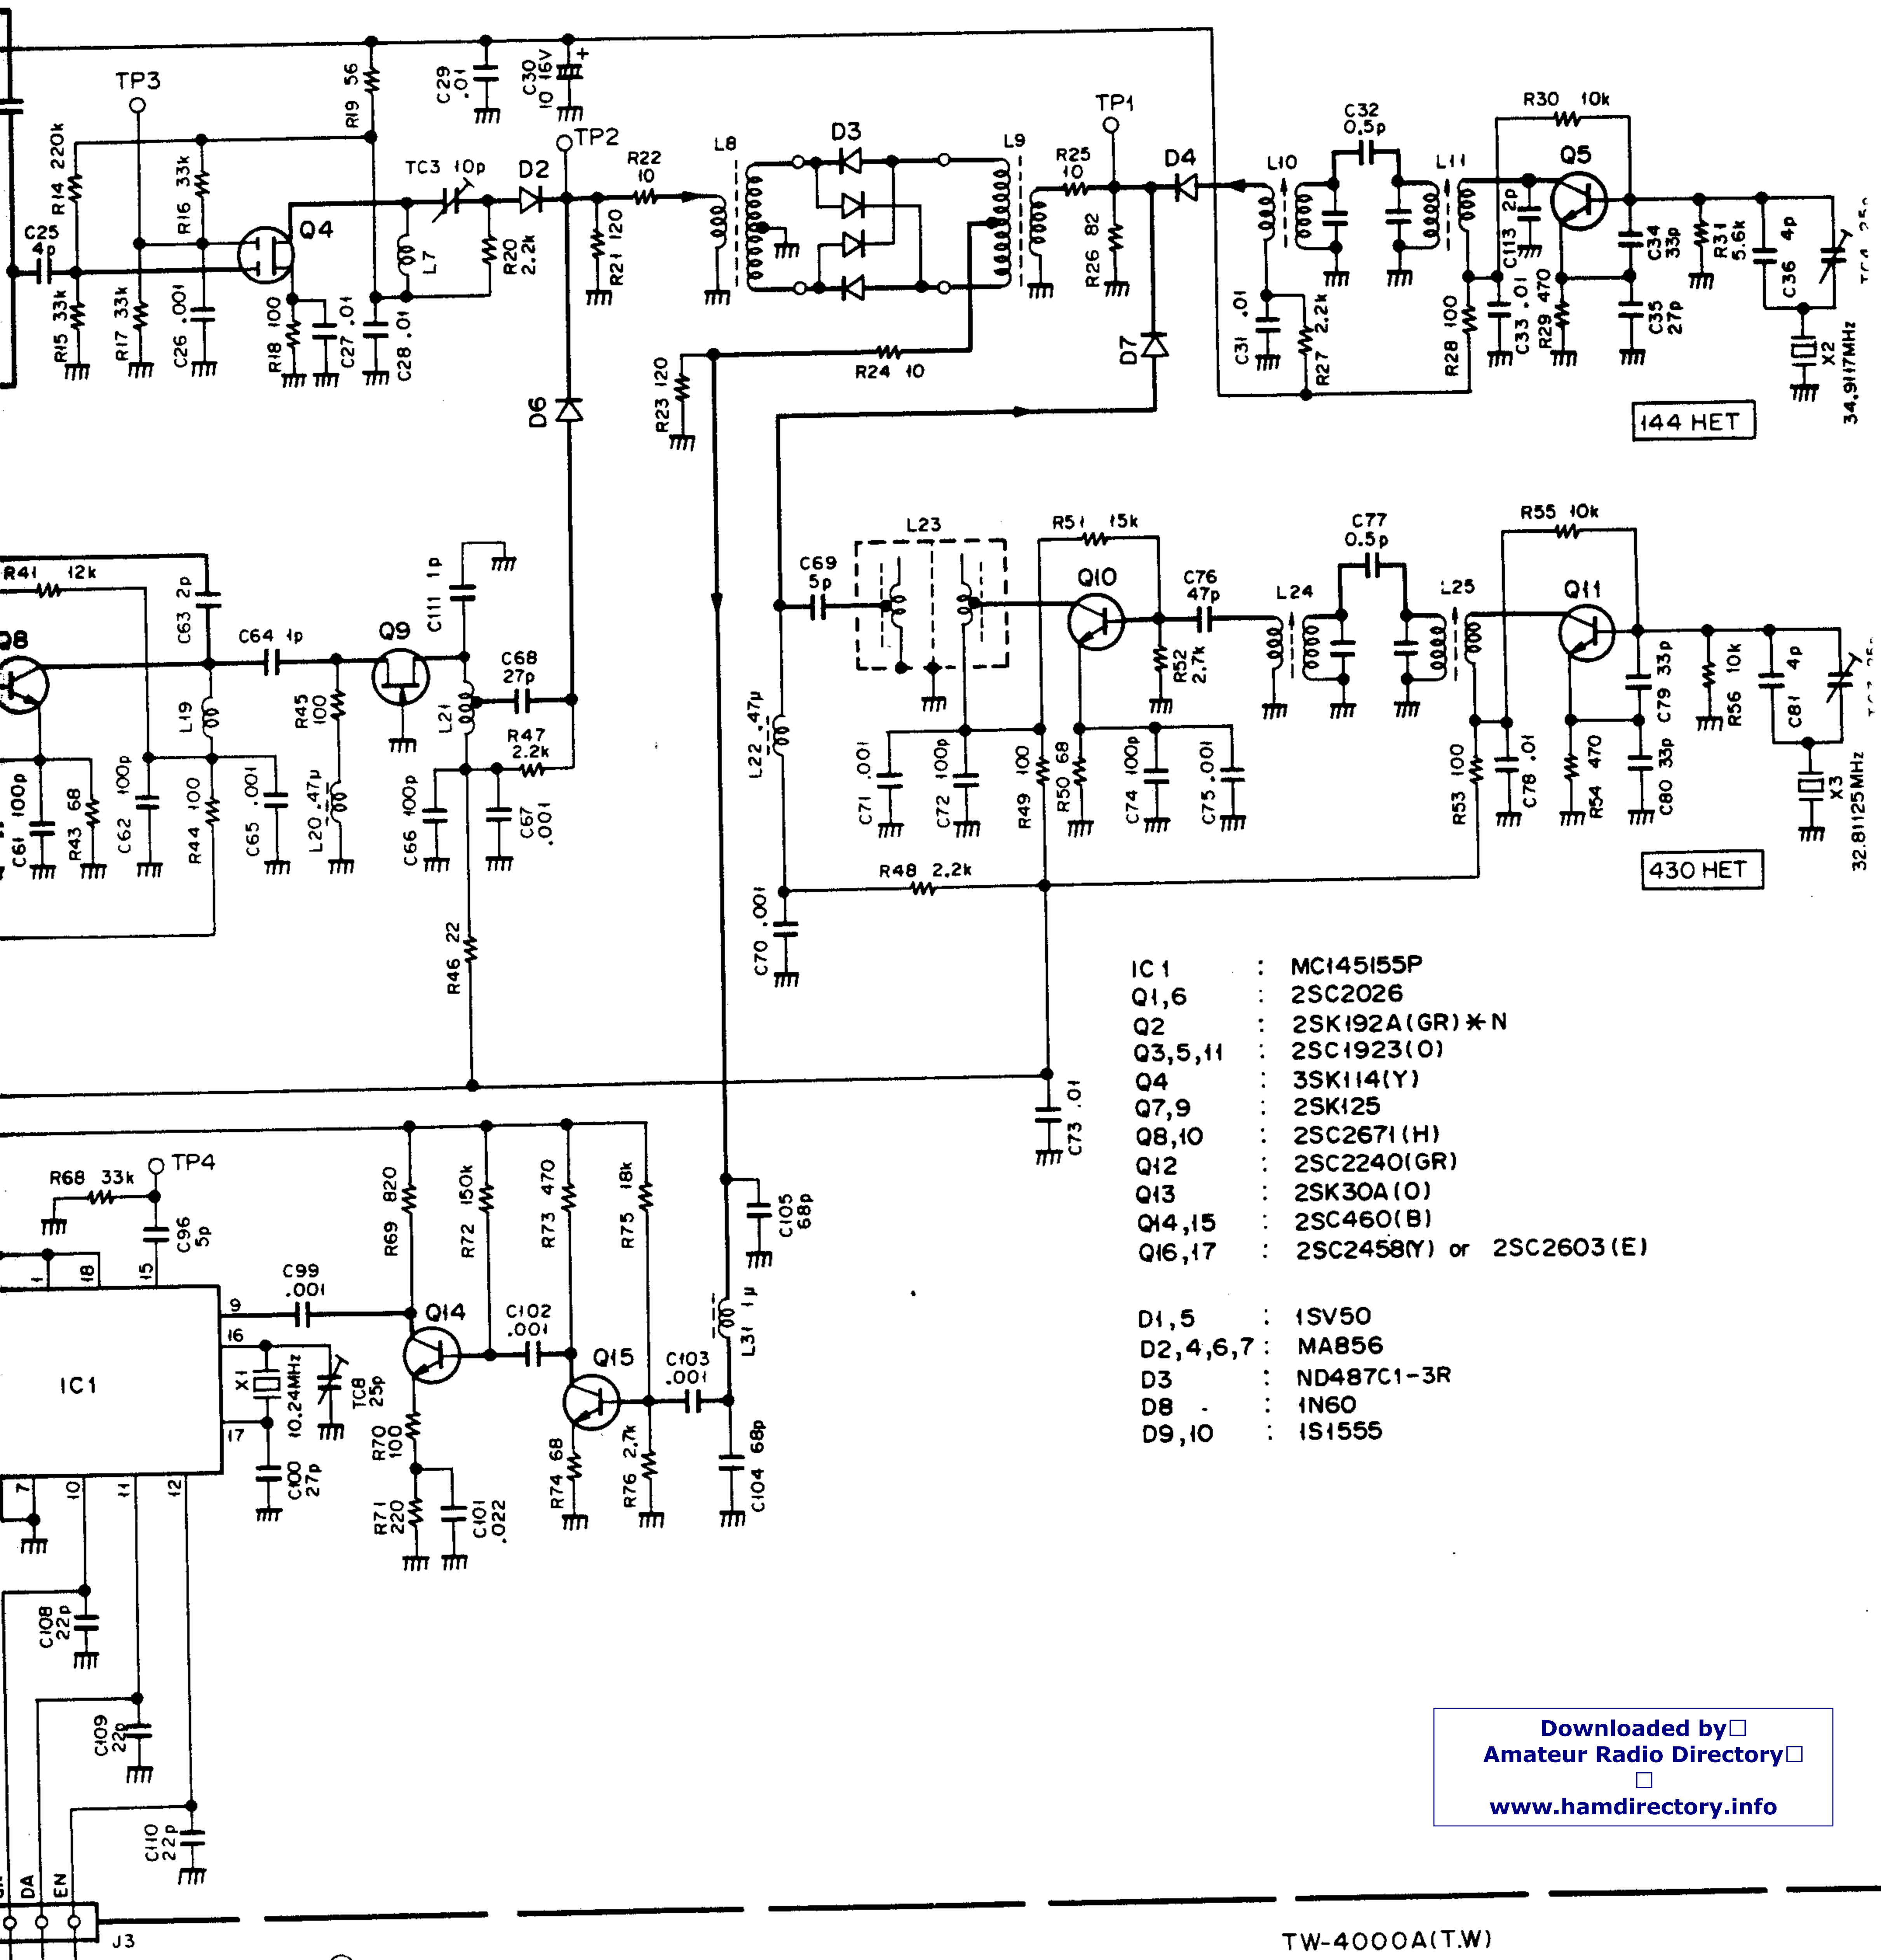 TP3
R14 220k
R16 33k
R19 56
C29 .01
C30 10 16V
+
TP2
C25
4p
R15 33k
R17 33k
C26 .001
Q4
R18 100
C27 .01
C28 .01
TC3 10p
L7
R20
2.2k
D2
R21 120
R22
10
L8
D3
L9
R25
10
TP1
R26 82
D4
L10
C32
0.5p
L11
R30 10k
Q5
C113 2p
C34
33p
R31
5.6k
C36 4p
C31 .01
R27 2.2k
R28 100
C33 .01
R29 470
C35
27p
X2
34.9117MHz
144 HET
R23 120
R24 10
D7
D6
R41 12k
C63 2p
C111 1p
Q8
C64 1p
Q9
C68
27p
L19
R45
100
L21
R47
2.2k
C61 100p
R43 68
C62 100p
R44 100
C65 .001
L20 .47μ
C66 100p
C67
.001
R46 22
C69
5p
L23
R51 15k
Q10
C76
47p
R52
2.7k
L24
C77
0.5p
L25
R55 10k
Q11
L22 .47μ
C71 .001
C72 100p
R49 100
R50 68
C74 100p
C75 .001
R53 100
C78 .01
R54 470
C79 33p
C80 33p
R56 10k
C81 4p
X3
32.81125MHz
430 HET
R48 2.2k
C70 .001
C73 .01
IC1 : MC145155P
Q1,6 : 2SC2026
Q2 : 2SK192A(GR)*N
Q3,5,11 : 2SC1923(O)
Q4 : 3SK114(Y)
Q7,9 : 2SK125
Q8,10 : 2SC2671(H)
Q12 : 2SC2240(GR)
Q13 : 2SK30A(O)
Q14,15 : 2SC460(B)
Q16,17 : 2SC2458(Y) or 2SC2603(E)
D1,5 : 1SV50
D2,4,6,7 : MA856
D3 : ND487C1-3R
D8 : 1N60
D9,10 : 1S1555
R68 33k
TP4
C96
5p
1
18
15
9
16
17
7
10
11
12
IC1
C99
.001
X1
10.24MHz
TC8
25p
C100
27p
R69 820
R72 150k
R73 470
R75 18k
Q14
C102
.001
Q15
C103
.001
R70
100
R71
220
C101
.022
R74 68
R76 2.7k
C105
68p
L31 1μ
C104 68p
C108
22p
C109
22p
C110
22p
DA
EN
J3
Downloaded by
Amateur Radio Directory
www.hamdirectory.info
TW-4000A(T.W)